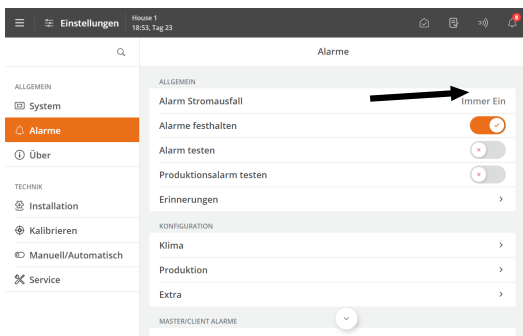 Einstellungen
House 1
18:53, Tag 23
8
Alarme
ALLGEMEIN
System
Alarme
Über
TECHNIK
Installation
Kalibrieren
Manuell/Automatisch
Service
ALLGEMEIN
Alarm Stromausfall Immer Ein
Alarme festhalten
Alarm testen
Produktionsalarm testen
Erinnerungen
KONFIGURATION
Klima
Produktion
Extra
MASTER/CLIENT ALARME